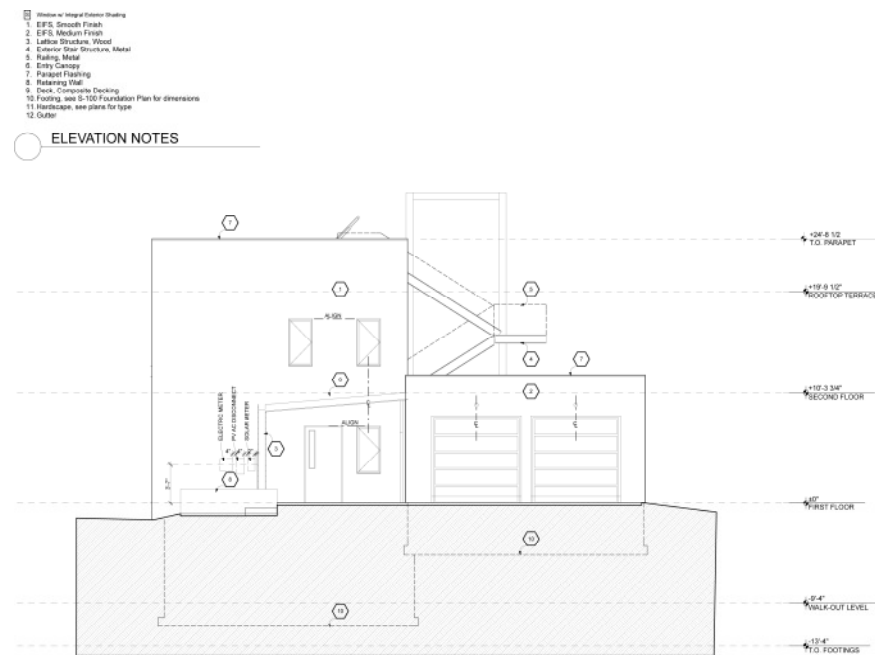 Window w/ Integral Exterior Shading
1. EIFS, Smooth Finish
2. EIFS, Medium Finish
3. Lattice Structure, Wood
4. Exterior Stair Structure, Metal
5. Railing, Metal
6. Entry Canopy
7. Parapet Flashing
8. Retaining Wall
9. Deck, Composite Decking
10. Footing, see S-100 Foundation Plan for dimensions
11. Hardscape, see plans for type
12. Gutter
ELEVATION NOTES
7
+24'-8 1/2
T.O. PARAPET
1
5
+19'-9 1/2"
ROOFTOP TERRACE
ALIGN
4
7
6
2
+10'-3 3/4"
SECOND FLOOR
ELECTRIC METER
PV AC DISCONNECT
SOLAR METER
ALIGN
3
8
±0"
FIRST FLOOR
10
-9'-4"
WALK-OUT LEVEL
10
-13'-4"
T.O. FOOTINGS